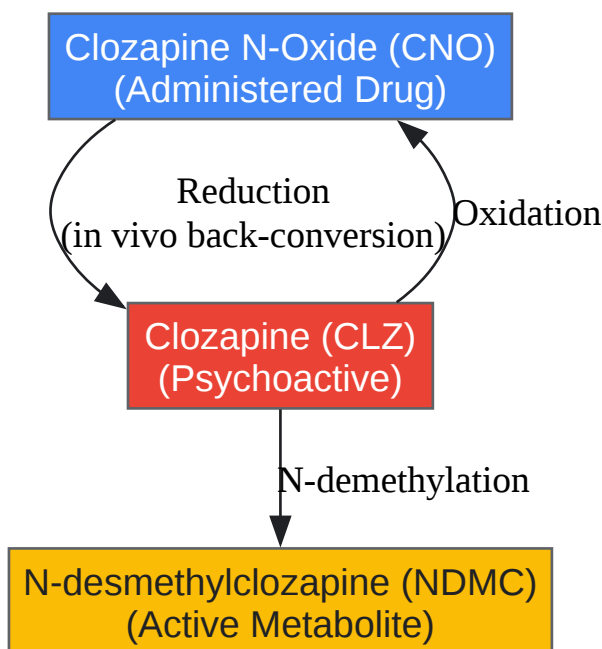 Clozapine N-Oxide (CNO)
(Administered Drug)
Reduction
(in vivo back-conversion)
Oxidation
Clozapine (CLZ)
(Psychoactive)
N-demethylation
N-desmethylclozapine (NDMC)
(Active Metabolite)